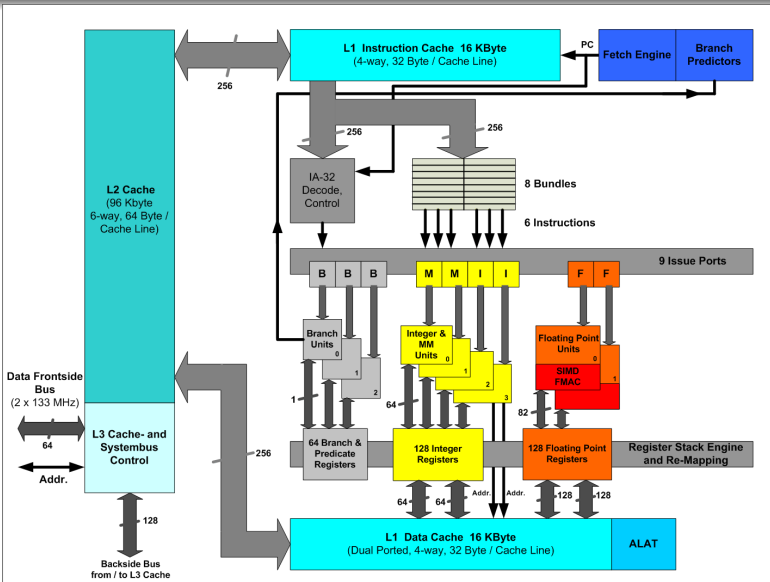 L1 Instruction Cache 16 KByte
(4-way, 32 Byte / Cache Line)
PC
Fetch Engine
Branch
Predictors
256
256
256
L2 Cache
(96 Kbyte
6-way, 64 Byte /
Cache Line)
IA-32
Decode,
Control
8 Bundles
6 Instructions
9 Issue Ports
B B B M M I I F F
Branch
Units
0
1
2
Integer &
MM
Units
0
1
2
3
Floating Point
Units
0
SiMD
FMAC
1
1
64
82
Data Frontside
Bus
(2 x 133 MHz)
64
Addr.
L3 Cache- and
Systembus
Control
256
64 Branch &
Predicate
Registers
128 Integer
Registers
128 Floating Point
Registers
Register Stack Engine
and Re-Mapping
64
64
Addr.
Addr.
128
128
128
L1 Data Cache 16 KByte
(Dual Ported, 4-way, 32 Byte / Cache Line)
ALAT
Backside Bus
from / to L3 Cache